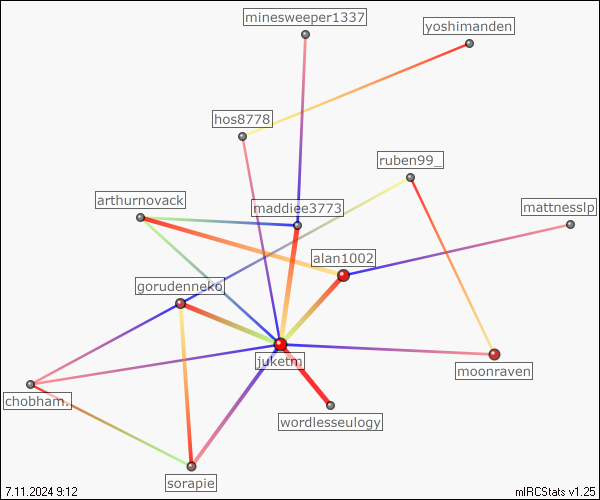 minesweeper1337
yoshimanden
hos8778
ruben99_
arthurnovack
maddiee3773
mattnesslp
alan1002
gorudenneko
juketm
moonraven
chobham.
wordlesseulogy
sorapie
7.11.2024 9:12
mIRCStats v1.25